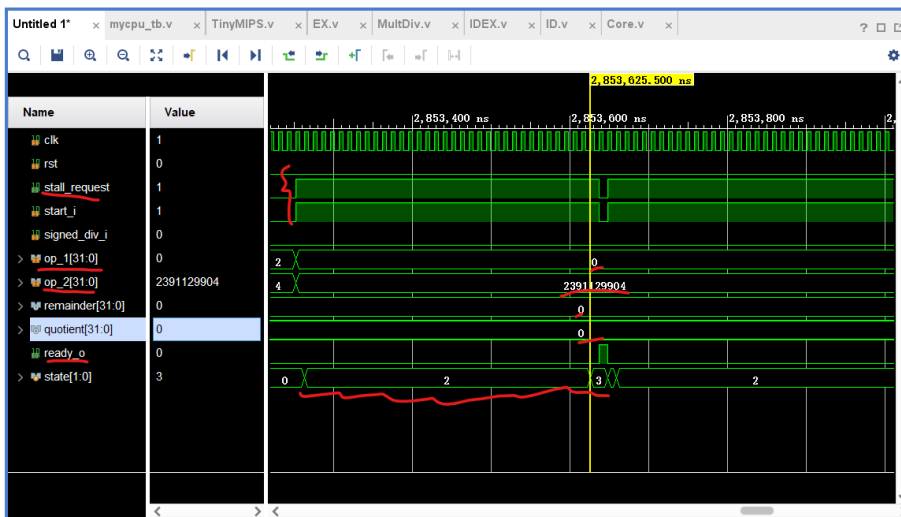 Untitled 1* × mycpu_tb.v × TinyMIPS.v × EX.v × MultDiv.v × IDEX.v × ID.v × Core.v ×
2,853,625.500 ns
Name Value
2,853,400 ns 2,853,600 ns 2,853,800 ns 2,
clk 1
rst 0
stall_request 1
start_i 1
signed_div_i 0
op_1[31:0] 0 2 0
op_2[31:0] 2391129904 4 2391129904
remainder[31:0] 0 0
quotient[31:0] 0 0
ready_o 0
state[1:0] 3 0 2 3 2